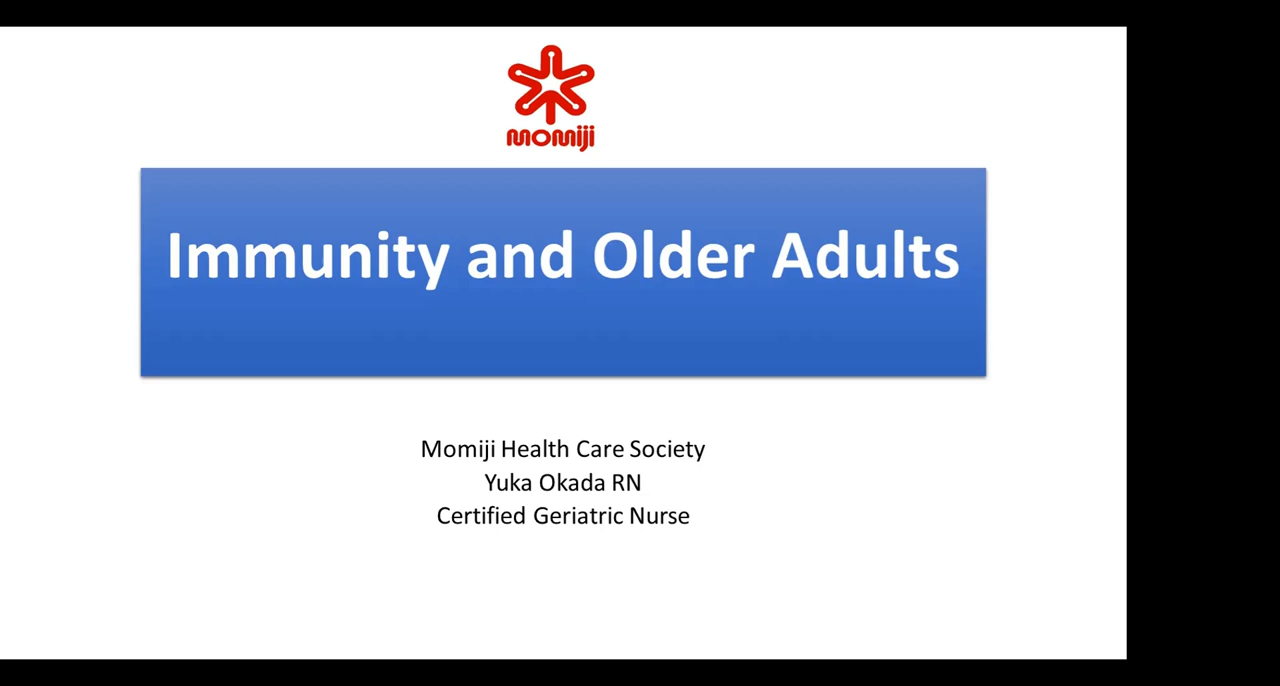 momiji
Immunity and Older Adults
Momiji Health Care Society
Yuka Okada RN
Certified Geriatric Nurse